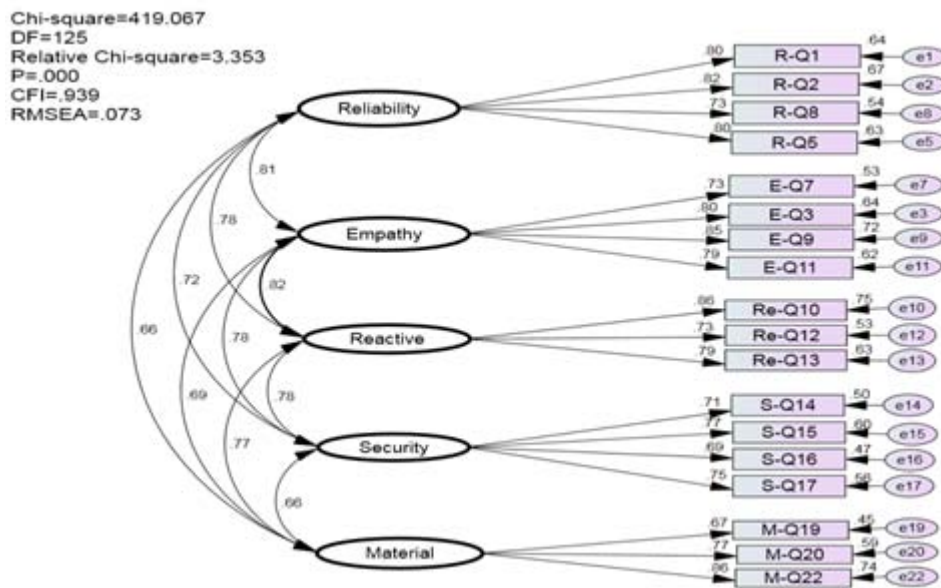 Chi-square=419.067
DF=125
Relative Chi-square=3.353
P=.000
CFI=.939
RMSEA=.073
.80 R-Q1 .64 e1
.82 R-Q2 .67 e2
Reliability
.73 R-Q8 .54 e8
.80 R-Q5 .63 e5
.81
.73 E-Q7 .53 e7
.78
.80 E-Q3 .64 e3
Empathy
.85 E-Q9 .72 e9
.79 E-Q11 .62 e11
.72
.82
.66
.78
.86 Re-Q10 .75 e10
Reactive
.73 Re-Q12 .53 e12
.79 Re-Q13 .63 e13
.69
.78
.71 S-Q14 .50 e14
.77 S-Q15 .60 e15
Security
.77
.69 S-Q16 .47 e16
.75 S-Q17 .56 e17
.66
.67 M-Q19 .45 e19
Material
.77 M-Q20 .59 e20
.86 M-Q22 .74 e22